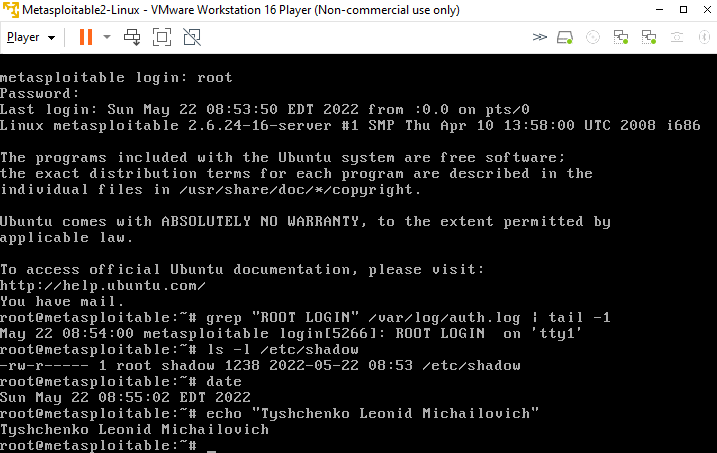 Metasploitable2-Linux - VMware Workstation 16 Player (Non-commercial use only)
Player
metasploitable login: root
Password:
Last login: Sun May 22 08:53:50 EDT 2022 from :0.0 on pts/0
Linux metasploitable 2.6.24-16-server #1 SMP Thu Apr 10 13:58:00 UTC 2008 i686
The programs included with the Ubuntu system are free software;
the exact distribution terms for each program are described in the
individual files in /usr/share/doc/*/copyright.
Ubuntu comes with ABSOLUTELY NO WARRANTY, to the extent permitted by
applicable law.
To access official Ubuntu documentation, please visit:
http://help.ubuntu.com/
You have mail.
root@metasploitable:~# grep "ROOT LOGIN" /var/log/auth.log | tail -1
May 22 08:54:00 metasploitable login[5266]: ROOT LOGIN  on 'tty1'
root@metasploitable:~# ls -l /etc/shadow
-rw-r----- 1 root shadow 1238 2022-05-22 08:53 /etc/shadow
root@metasploitable:~# date
Sun May 22 08:55:02 EDT 2022
root@metasploitable:~# echo "Tyshchenko Leonid Michailovich"
Tyshchenko Leonid Michailovich
root@metasploitable:~# _